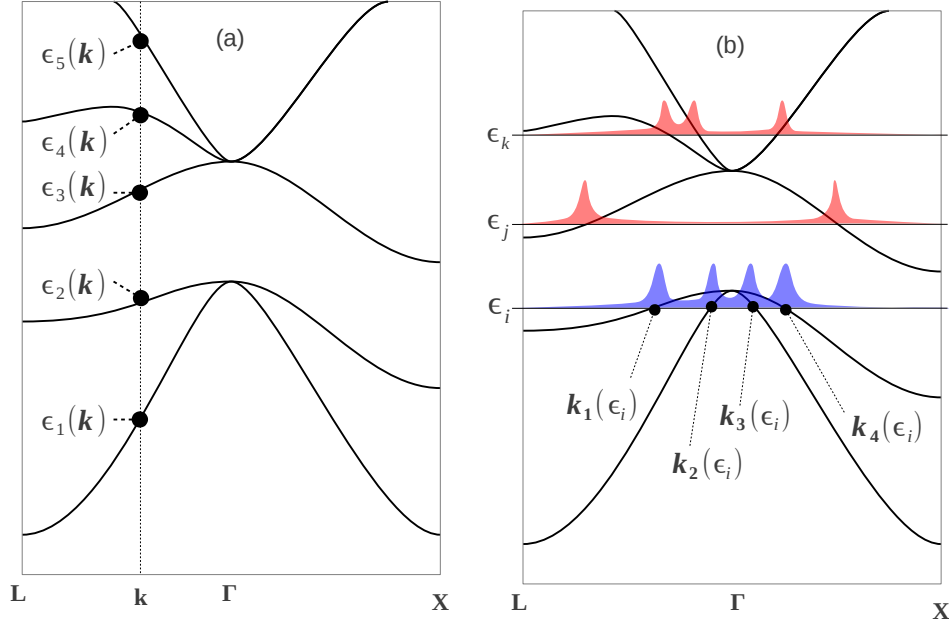 (a)
ϵ₅(k)
ϵ₄(k)
ϵ₃(k)
ϵ₂(k)
ϵ₁(k)
L
k
Γ
X
(b)
ϵₖ
ϵⱼ
ϵᵢ
k₁(ϵᵢ)
k₃(ϵᵢ)
k₄(ϵᵢ)
k₂(ϵᵢ)
L
Γ
X